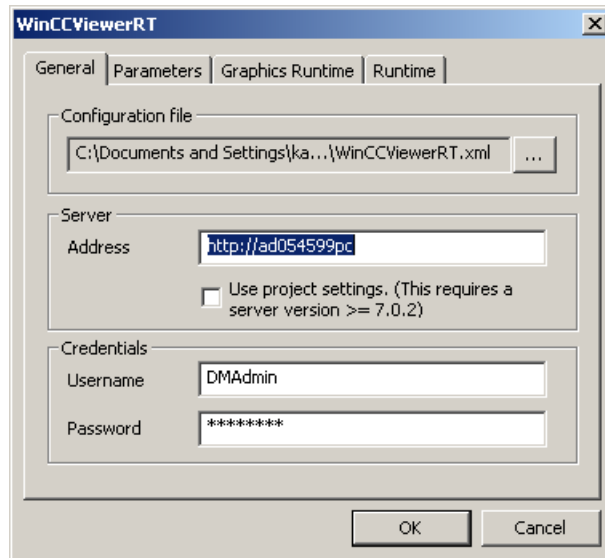 WinCCViewerRT
General Parameters Graphics Runtime Runtime
Configuration file
C:\Documents and Settings\ka...\WinCCViewerRT.xml ...
Server
Address http://ad054599pc
Use project settings. (This requires a
server version >= 7.0.2)
Credentials
Username DMAdmin
Password ********
OK Cancel